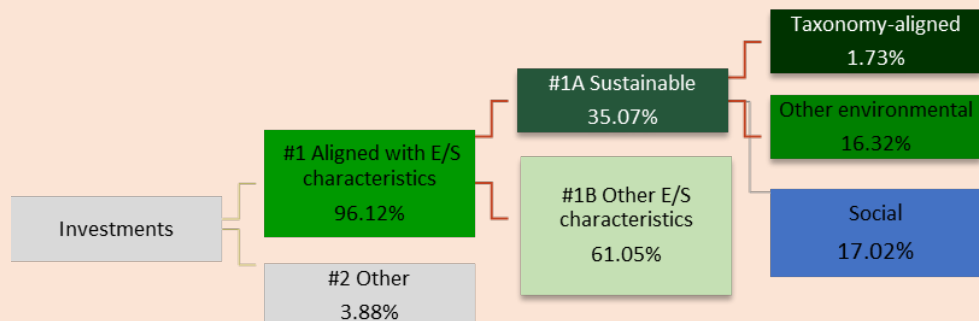 Investments
#1 Aligned with E/S
characteristics
96.12%
#2 Other
3.88%
#1A Sustainable
35.07%
#1B Other E/S
characteristics
61.05%
Taxonomy-aligned
1.73%
Other environmental
16.32%
Social
17.02%